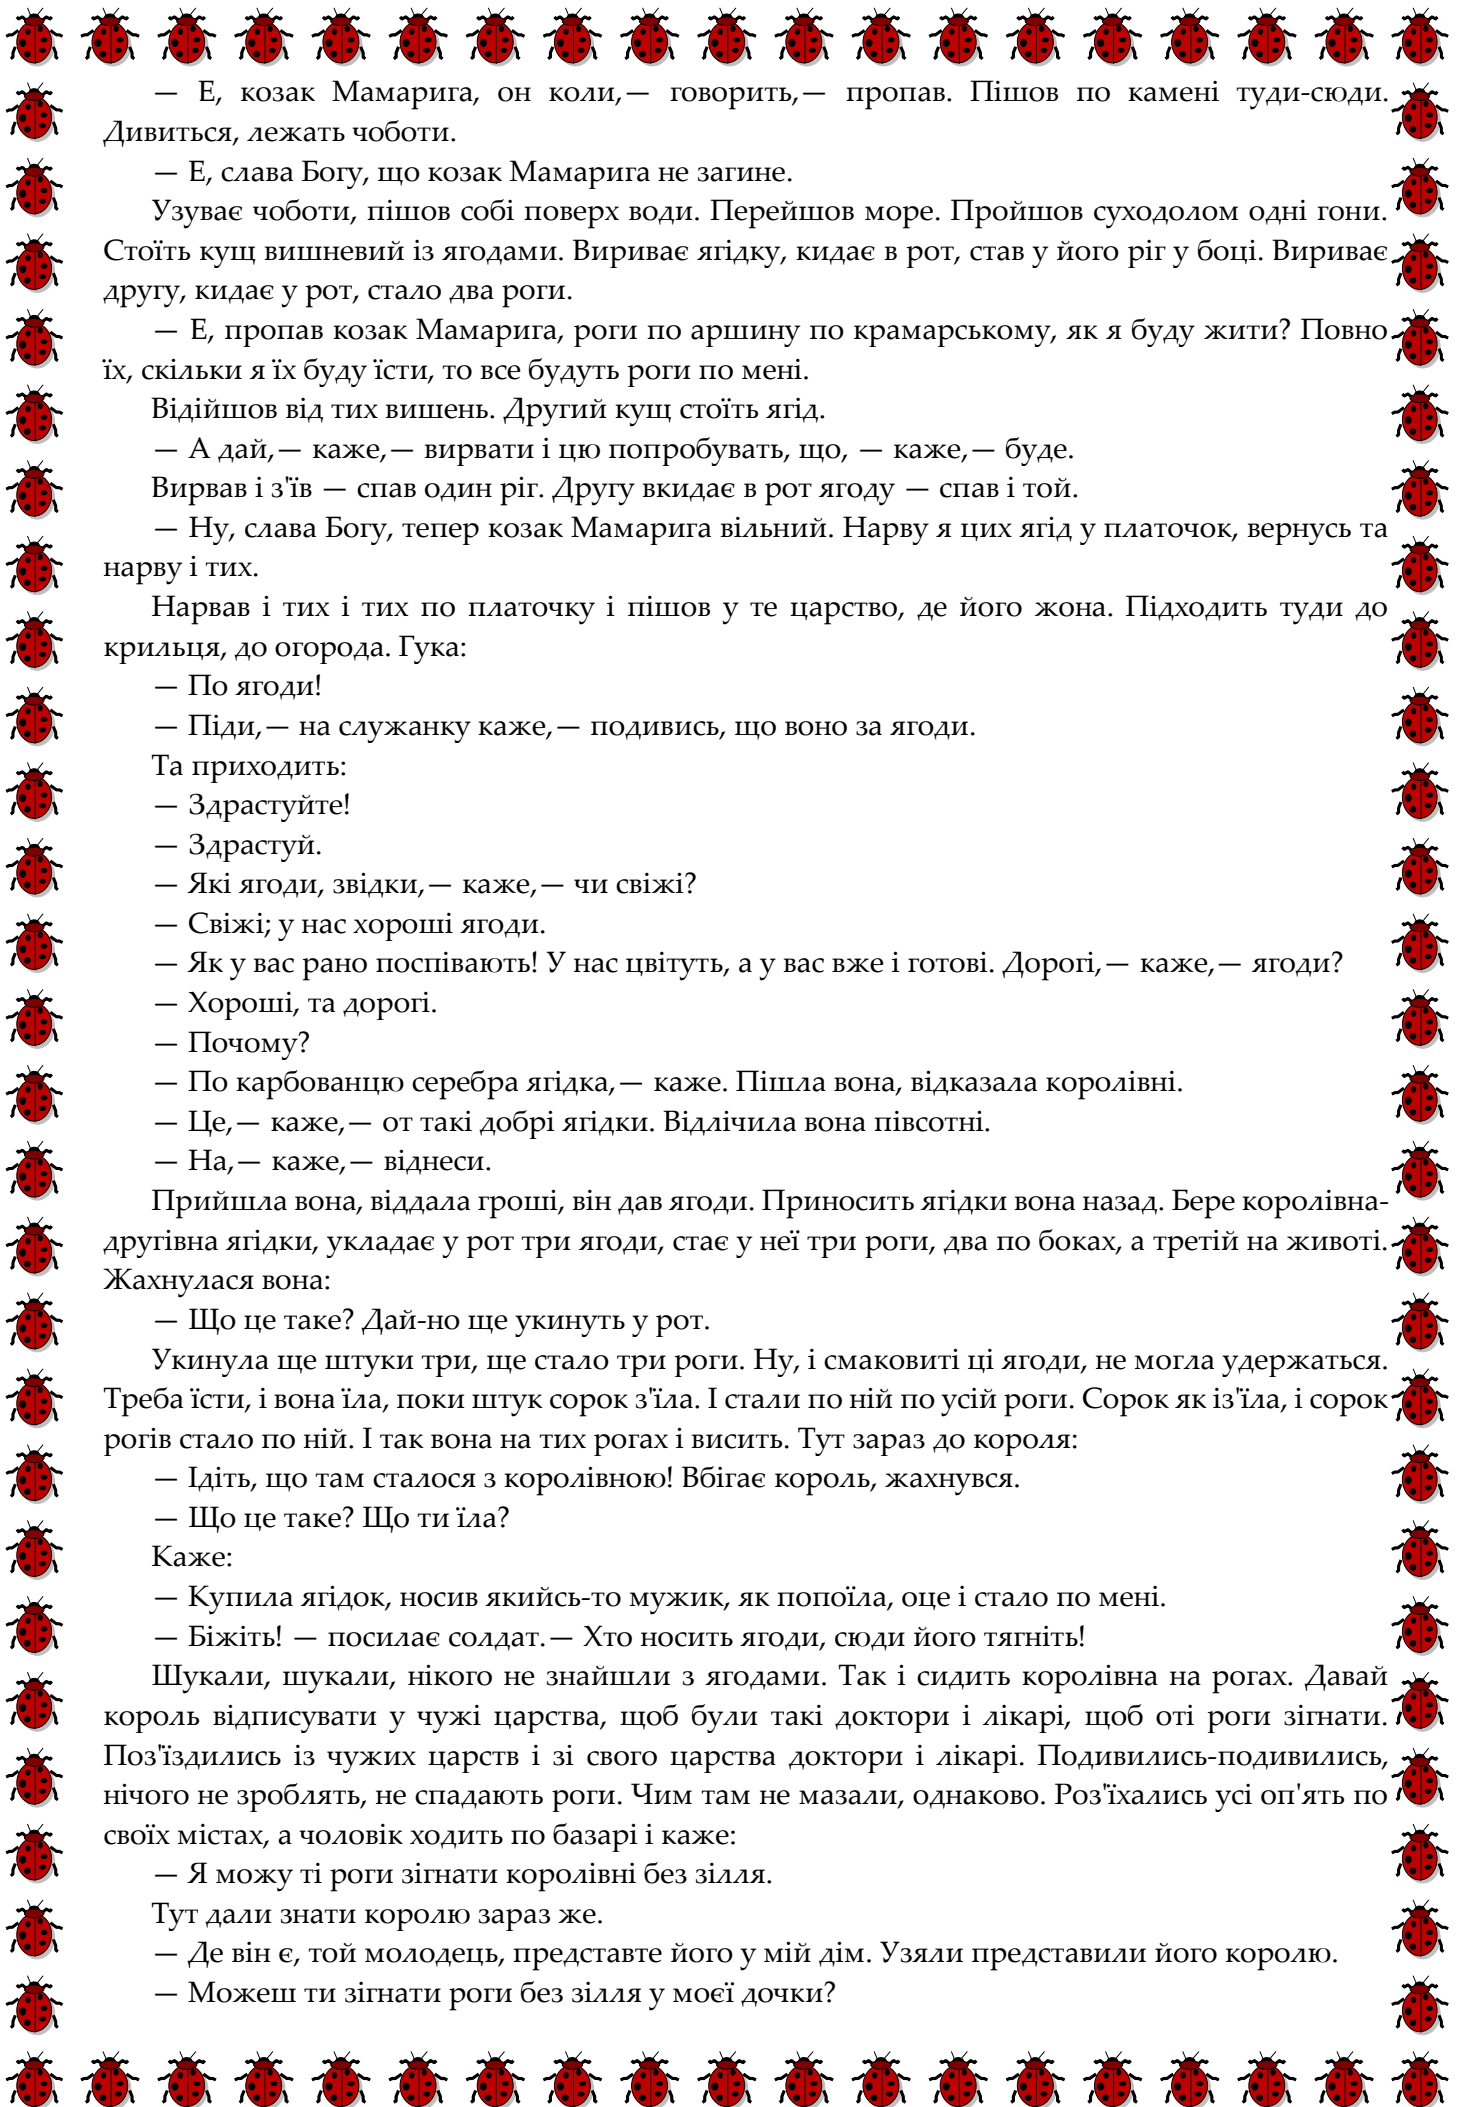 — Е, козак Мамарига, он коли,— говорить,— пропав. Пішов по камені туди-сюди.
Дивиться, лежать чоботи.
— Е, слава Богу, що козак Мамарига не загине.
Узуває чоботи, пішов собі поверх води. Перейшов море. Пройшов суходолом одні гони.
Стоїть кущ вишневий із ягодами. Вириває ягідку, кидає в рот, став у його ріг у боці. Вириває
другу, кидає у рот, стало два роги.
— Е, пропав козак Мамарига, роги по аршину по крамарському, як я буду жити? Повно
їх, скільки я їх буду їсти, то все будуть роги по мені.
Відійшов від тих вишень. Другий кущ стоїть ягід.
— А дай,— каже,— вирвати і цю попробувать, що, — каже,— буде.
Вирвав і з'їв — спав один ріг. Другу вкидає в рот ягоду — спав і той.
— Ну, слава Богу, тепер козак Мамарига вільний. Нарву я цих ягід у платочок, вернусь та
нарву і тих.
Нарвав і тих і тих по платочку і пішов у те царство, де його жона. Підходить туди до
крильця, до огорода. Гука:
— По ягоди!
— Піди,— на служанку каже,— подивись, що воно за ягоди.
Та приходить:
— Здрастуйте!
— Здрастуй.
— Які ягоди, звідки,— каже,— чи свіжі?
— Свіжі; у нас хороші ягоди.
— Як у вас рано поспівають! У нас цвітуть, а у вас вже і готові. Дорогі,— каже,— ягоди?
— Хороші, та дорогі.
— Почому?
— По карбованцю серебра ягідка,— каже. Пішла вона, відказала королівні.
— Це,— каже,— от такі добрі ягідки. Відлічила вона півсотні.
— На,— каже,— віднеси.
Прийшла вона, віддала гроші, він дав ягоди. Приносить ягідки вона назад. Бере королівна-
другівна ягідки, укладає у рот три ягоди, стає у неї три роги, два по боках, а третій на животі.
Жахнулася вона:
— Що це таке? Дай-но ще укинуть у рот.
Укинула ще штуки три, ще стало три роги. Ну, і смаковиті ці ягоди, не могла удержаться.
Треба їсти, і вона їла, поки штук сорок з'їла. І стали по ній по усій роги. Сорок як із'їла, і сорок
рогів стало по ній. І так вона на тих рогах і висить. Тут зараз до короля:
— Ідіть, що там сталося з королівною! Вбігає король, жахнувся.
— Що це таке? Що ти їла?
Каже:
— Купила ягідок, носив якийсь-то мужик, як попоїла, оце і стало по мені.
— Біжіть! — посилає солдат.— Хто носить ягоди, сюди його тягніть!
Шукали, шукали, нікого не знайшли з ягодами. Так і сидить королівна на рогах. Давай
король відписувати у чужі царства, щоб були такі доктори і лікарі, щоб оті роги зігнати.
Поз'їздились із чужих царств і зі свого царства доктори і лікарі. Подивились-подивились,
нічого не зроблять, не спадають роги. Чим там не мазали, однаково. Роз'їхались усі оп'ять по
своїх містах, а чоловік ходить по базарі і каже:
— Я можу ті роги зігнати королівні без зілля.
Тут дали знати королю зараз же.
— Де він є, той молодець, представте його у мій дім. Узяли представили його королю.
— Можеш ти зігнати роги без зілля у моєї дочки?